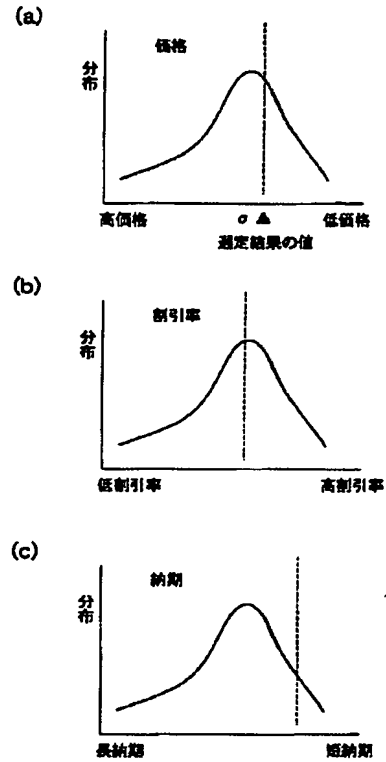 (a)
価格
分布
高価格 σ ▲ 低価格
選定結果の値
(b)
割引率
分布
低割引率 高割引率
(c)
納期
分布
長納期 短納期